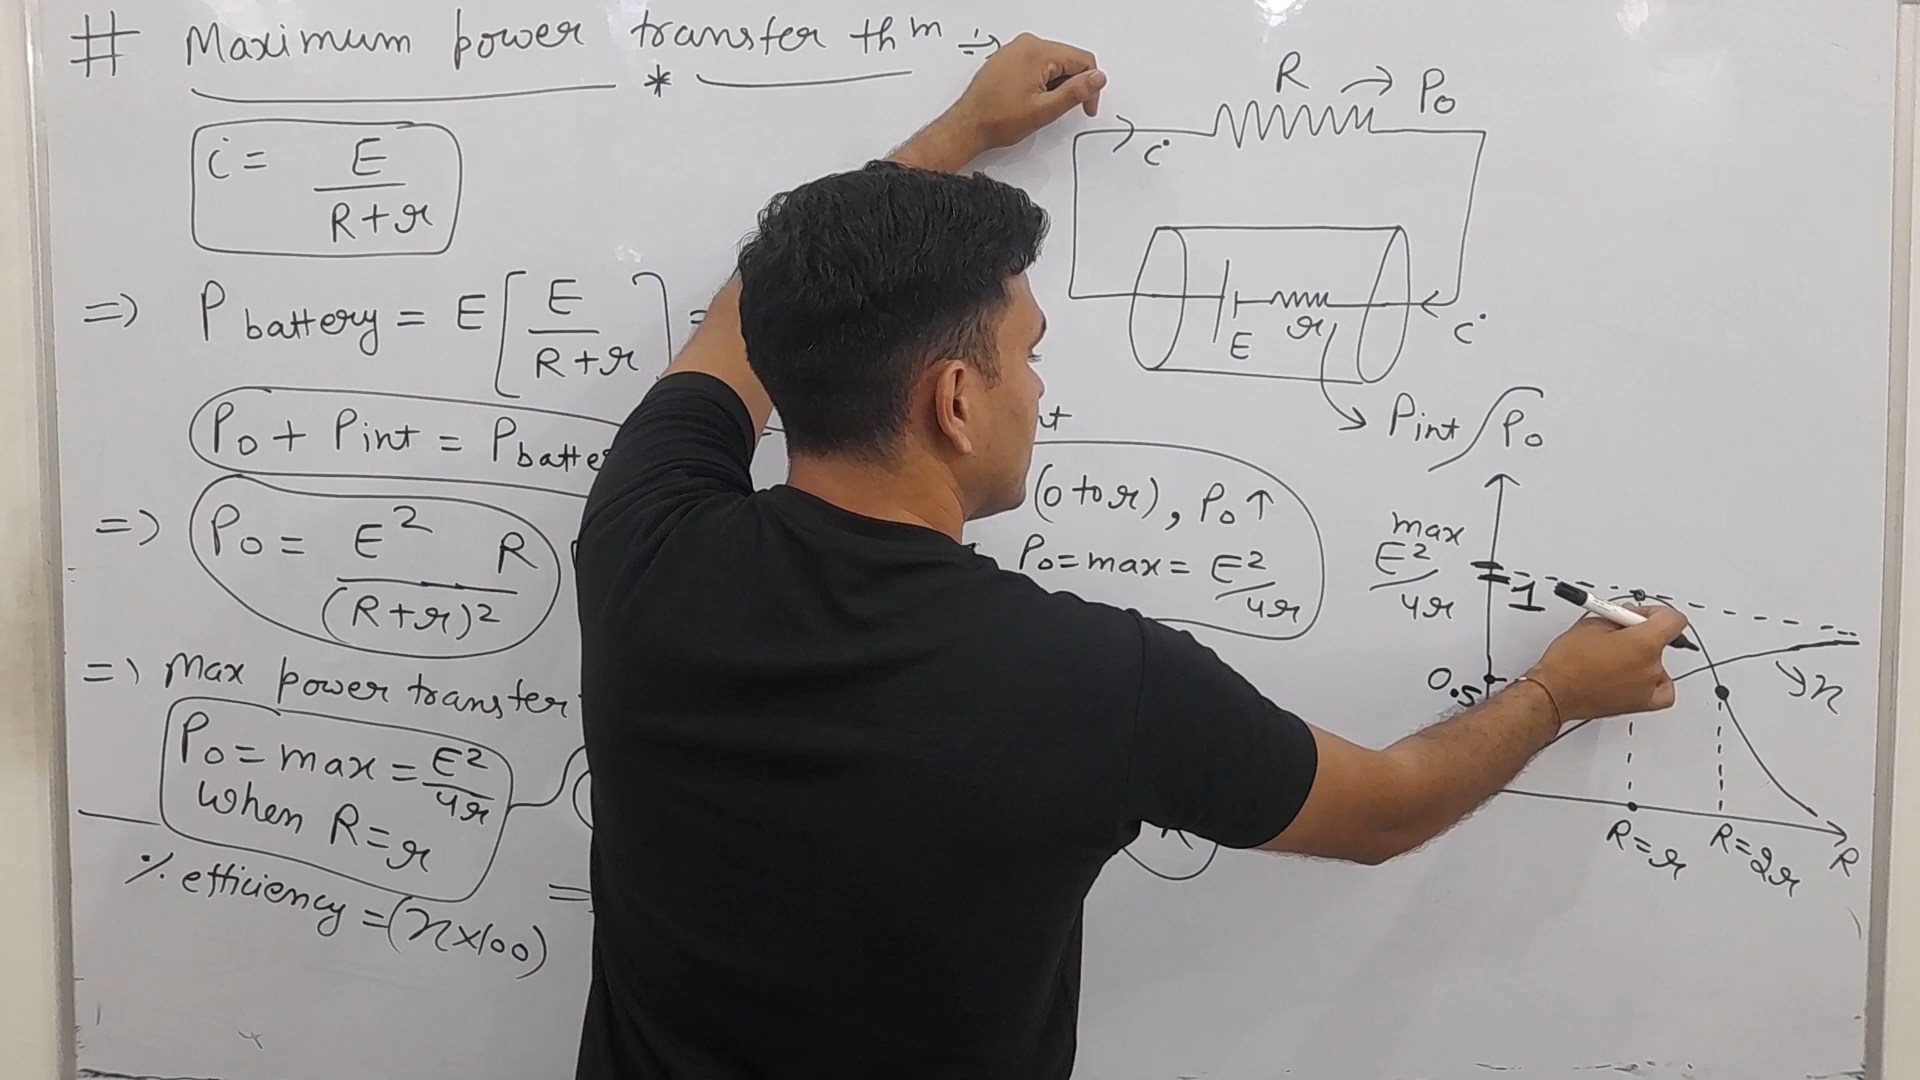 # Maximum power transfer thm ÷>
*
i = E / R+r
=> P battery = E [ E / R+r ] =
P0 + Pint = Pbatte
=> P0 = E² R / (R+r)²
=> Max power transfer
P0 = max = E²/4r
when R=r
% efficiency = (η×100) =
(0 to r), P0 ↑
P0 = max = E²/4r
R → P0
i
E r i
→ Pint
P0
max
E²/4r
1
0.5
→ η
R=r R=2r R